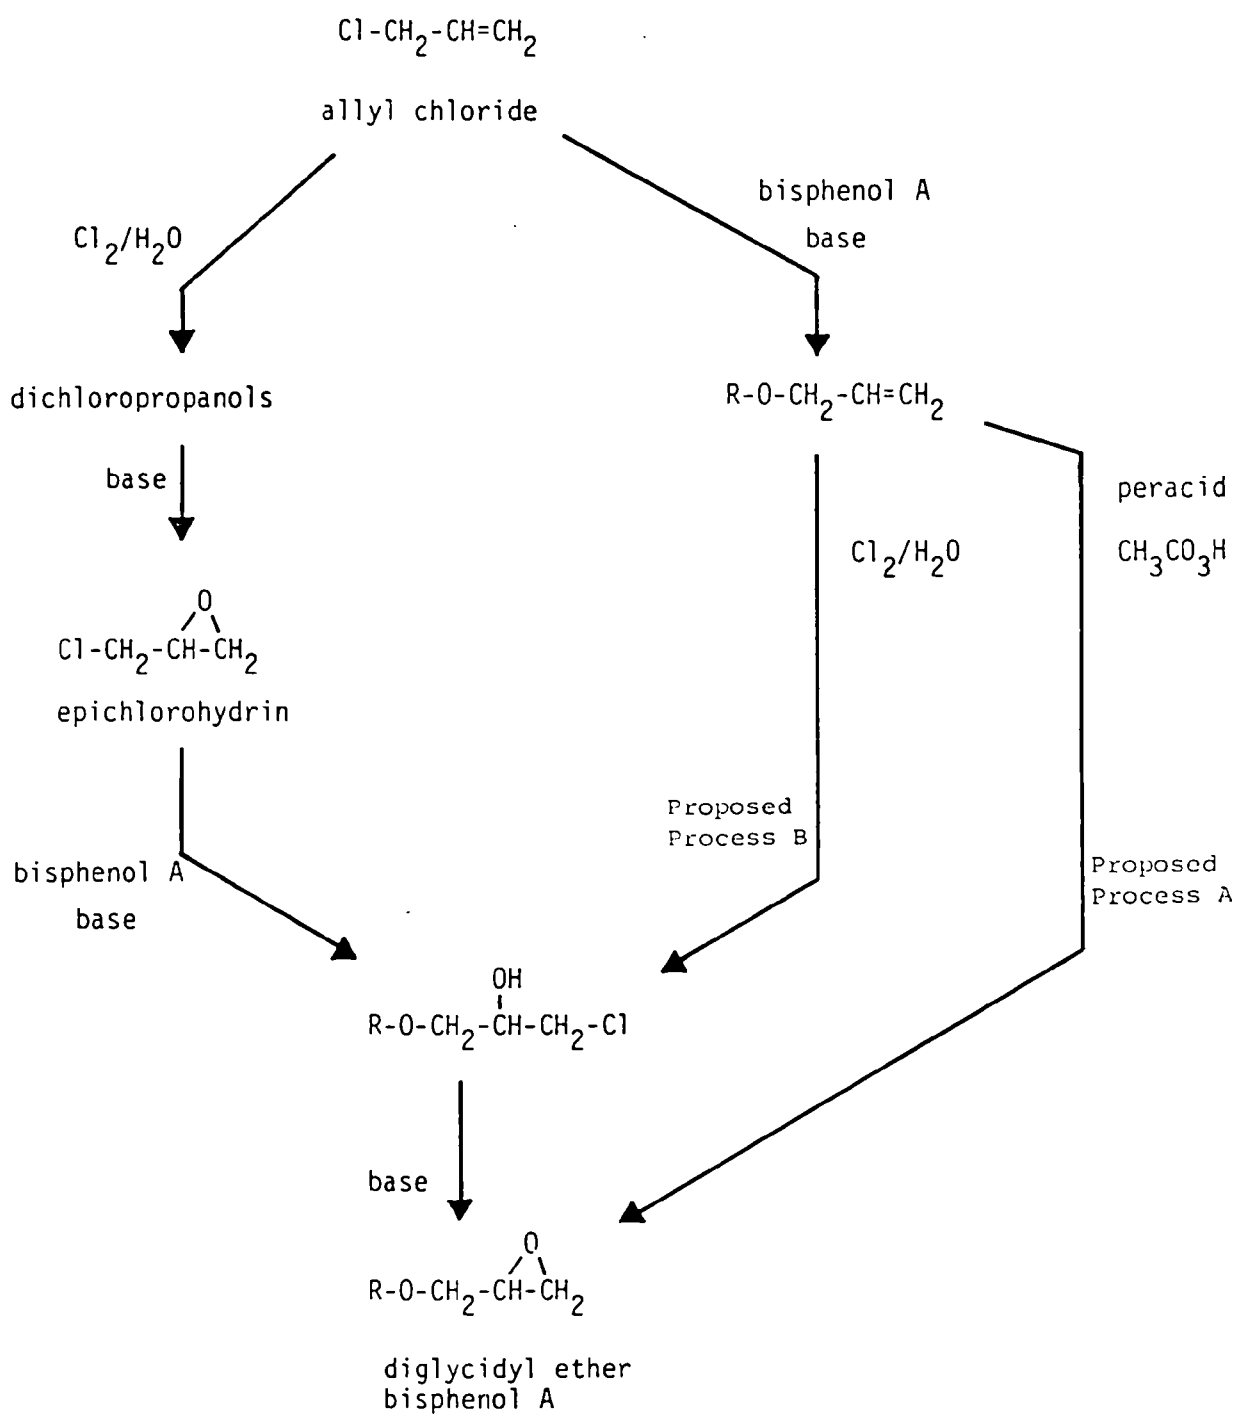 Cl-CH2-CH=CH2
allyl chloride
bisphenol A
base
Cl2/H2O
dichloropropanols
R-O-CH2-CH=CH2
base
peracid
Cl2/H2O
CH3CO3H
O
Cl-CH2-CH-CH2
epichlorohydrin
Proposed
Process B
Proposed
Process A
bisphenol A
base
OH
R-O-CH2-CH-CH2-Cl
base
O
R-O-CH2-CH-CH2
diglycidyl ether
bisphenol A